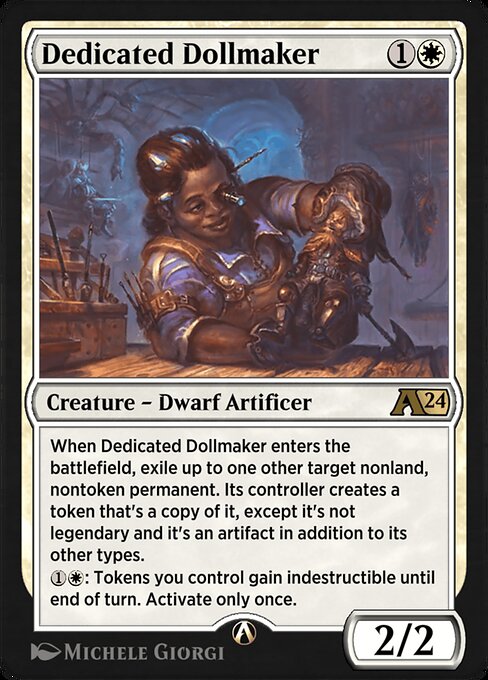 Dedicated Dollmaker 1
Creature – Dwarf Artificer
A24
When Dedicated Dollmaker enters the
battlefield, exile up to one other target nonland,
nontoken permanent. Its controller creates a
token that's a copy of it, except it's not
legendary and it's an artifact in addition to its
other types.
1: Tokens you control gain indestructible until
end of turn. Activate only once.
2/2
Michele Giorgi